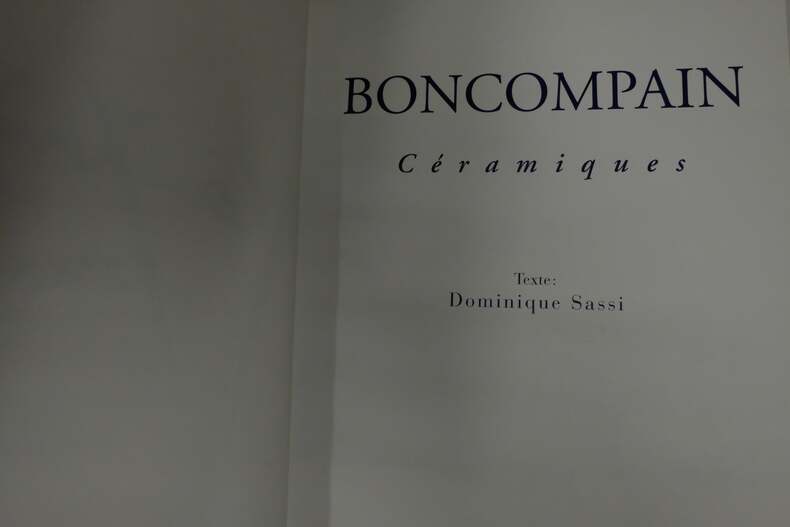 BONCOMPAIN
Céramiques
Texte:
Dominique Sassi